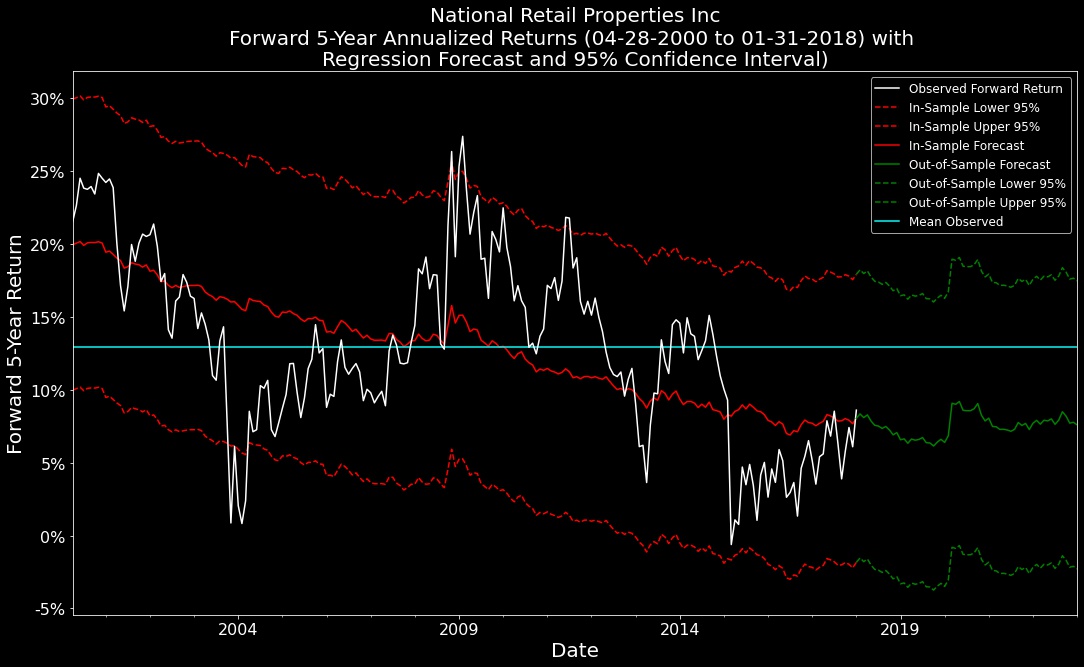 National Retail Properties Inc
Forward 5-Year Annualized Returns (04-28-2000 to 01-31-2018) with
Regression Forecast and 95% Confidence Interval)
Observed Forward Return
In-Sample Lower 95%
In-Sample Upper 95%
In-Sample Forecast
Out-of-Sample Forecast
Out-of-Sample Lower 95%
Out-of-Sample Upper 95%
Mean Observed
Forward 5-Year Return
30%
25%
20%
15%
10%
5%
0%
-5%
2004
2009
2014
2019
Date